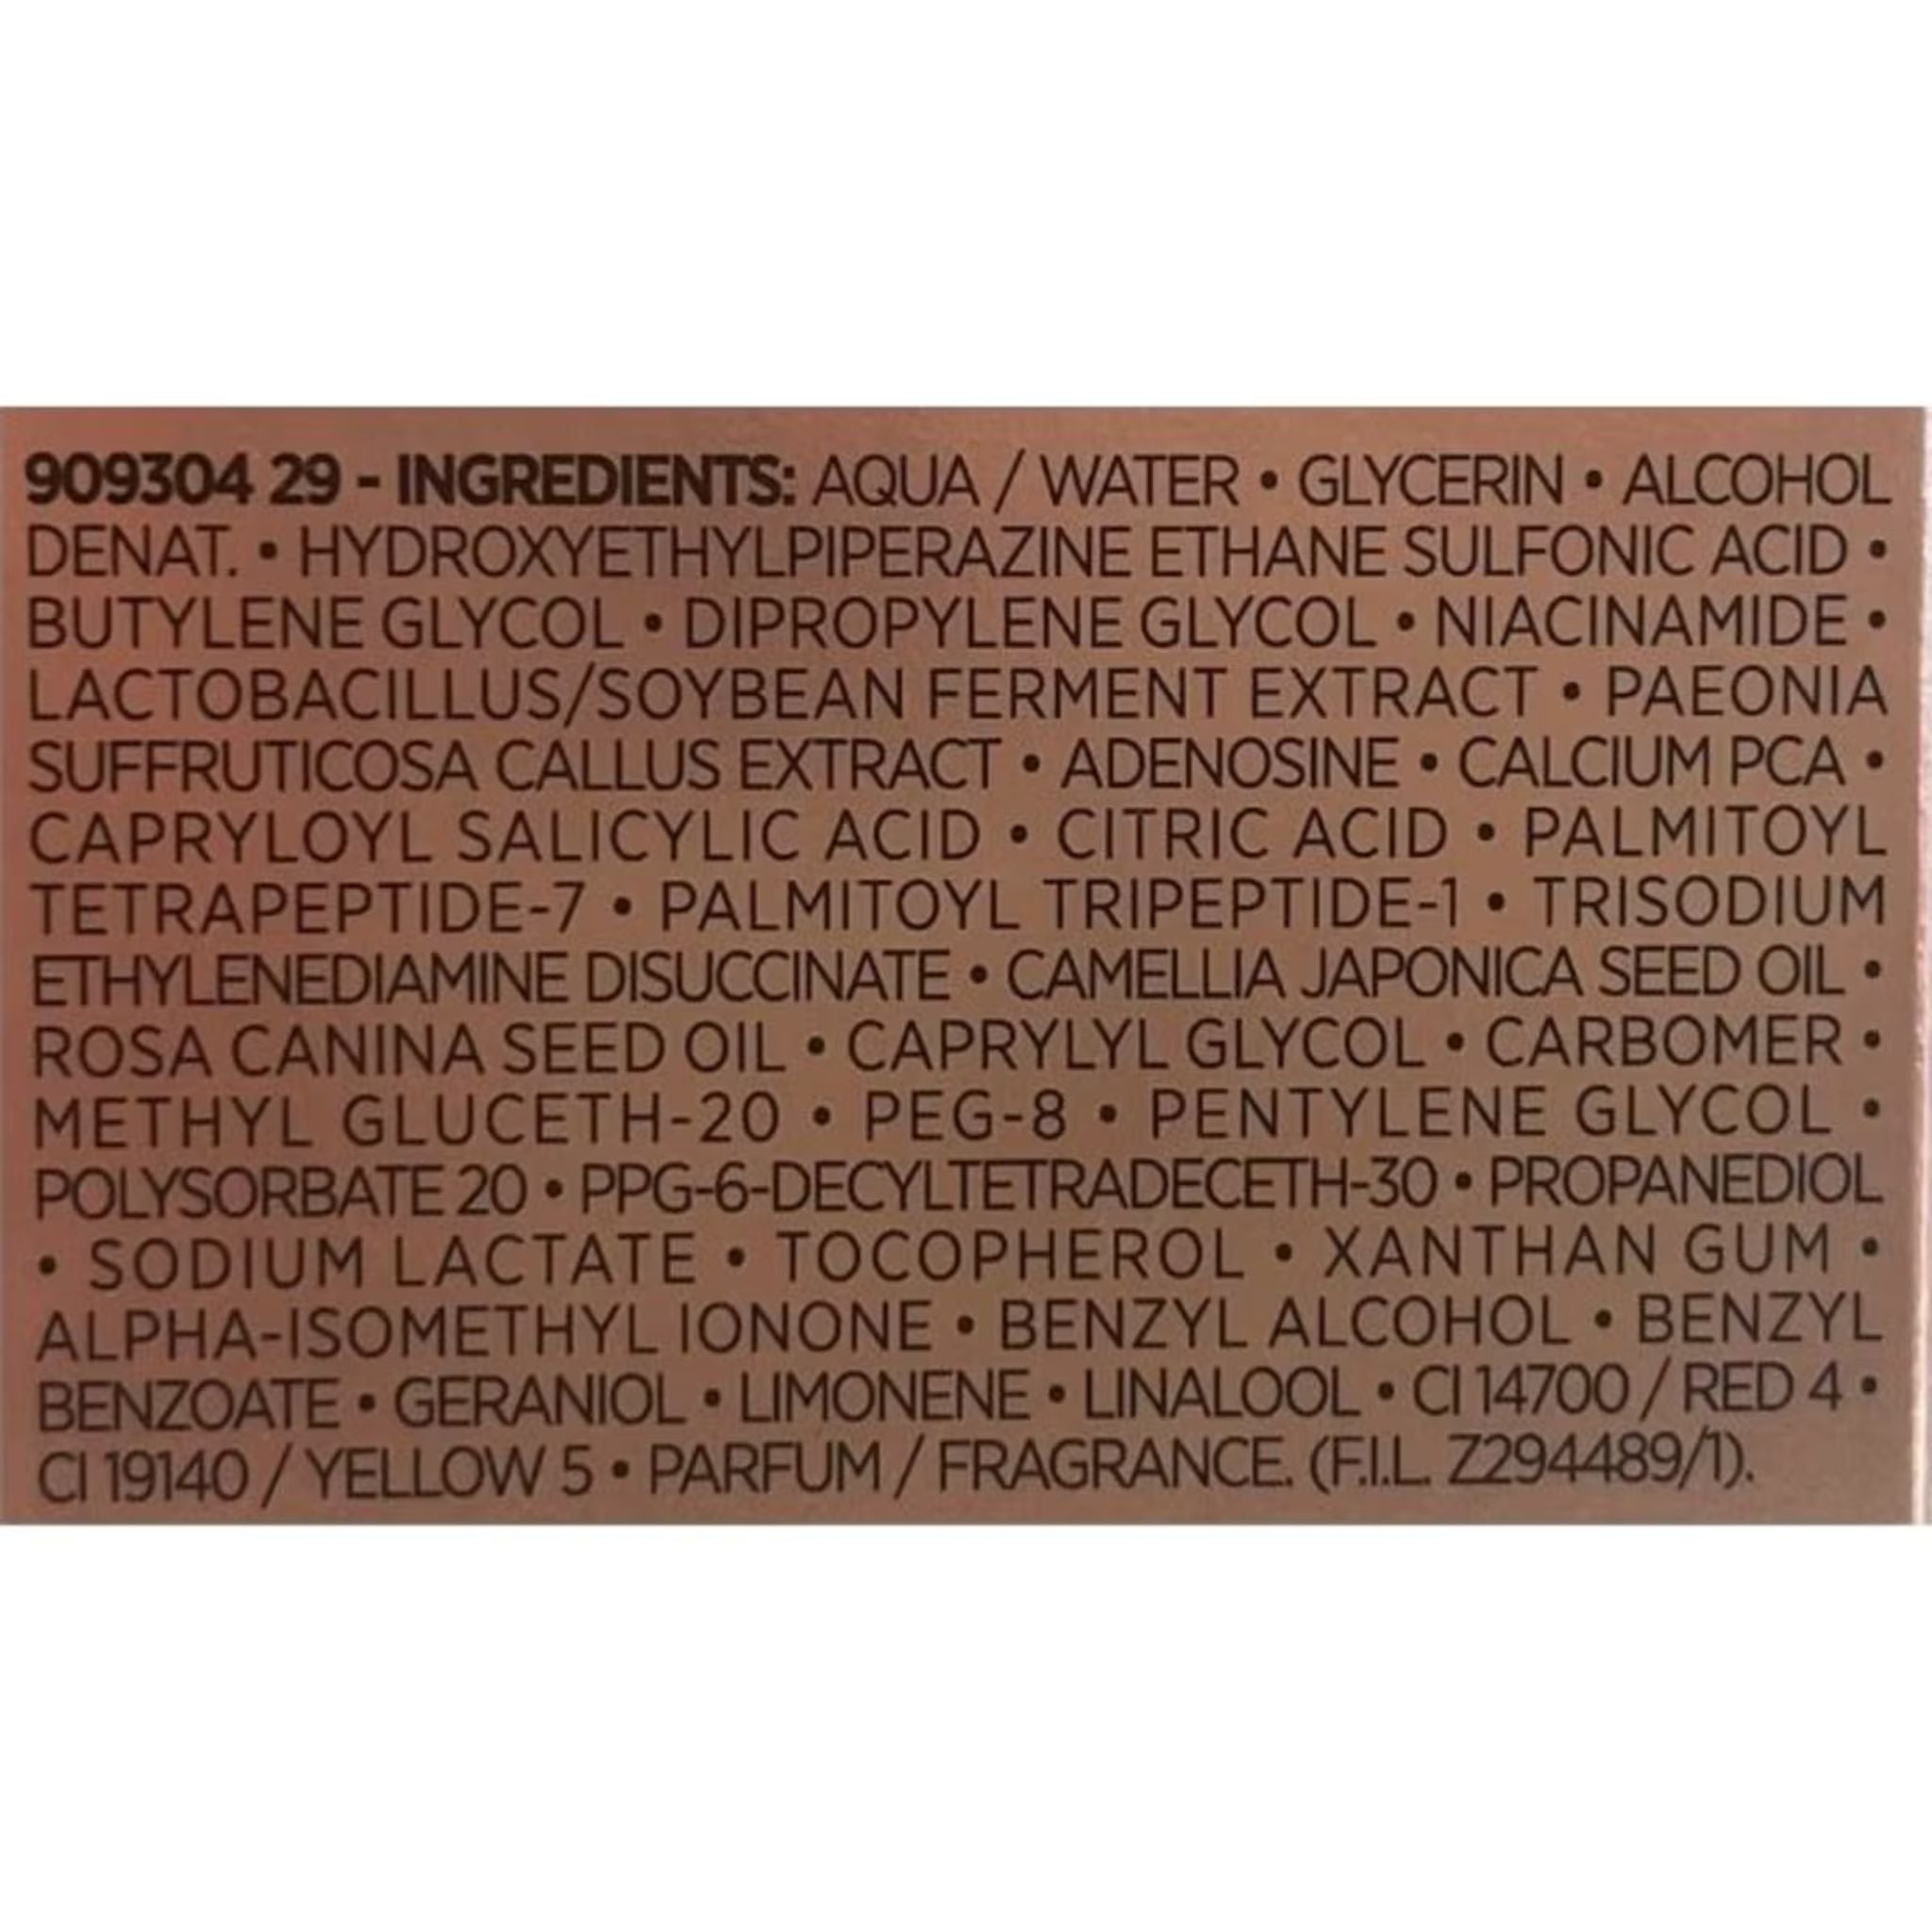 909304 29 - INGREDIENTS: AQUA / WATER • GLYCERIN • ALCOHOL
DENAT. • HYDROXYETHYLPIPERAZINE ETHANE SULFONIC ACID •
BUTYLENE GLYCOL • DIPROPYLENE GLYCOL • NIACINAMIDE •
LACTOBACILLUS/SOYBEAN FERMENT EXTRACT • PAEONIA
SUFFRUTICOSA CALLUS EXTRACT • ADENOSINE • CALCIUM PCA •
CAPRYLOYL SALICYLIC ACID • CITRIC ACID • PALMITOYL
TETRAPEPTIDE-7 • PALMITOYL TRIPEPTIDE-1 • TRISODIUM
ETHYLENEDIAMINE DISUCCINATE • CAMELLIA JAPONICA SEED OIL •
ROSA CANINA SEED OIL • CAPRYLYL GLYCOL • CARBOMER •
METHYL GLUCETH-20 • PEG-8 • PENTYLENE GLYCOL •
POLYSORBATE 20 • PPG-6-DECYLTETRADECETH-30 • PROPANEDIOL
• SODIUM LACTATE • TOCOPHEROL • XANTHAN GUM •
ALPHA-ISOMETHYL IONONE • BENZYL ALCOHOL • BENZYL
BENZOATE • GERANIOL • LIMONENE • LINALOOL • CI 14700 / RED 4 •
CI 19140 / YELLOW 5 • PARFUM / FRAGRANCE. (F.I.L. Z294489/1).